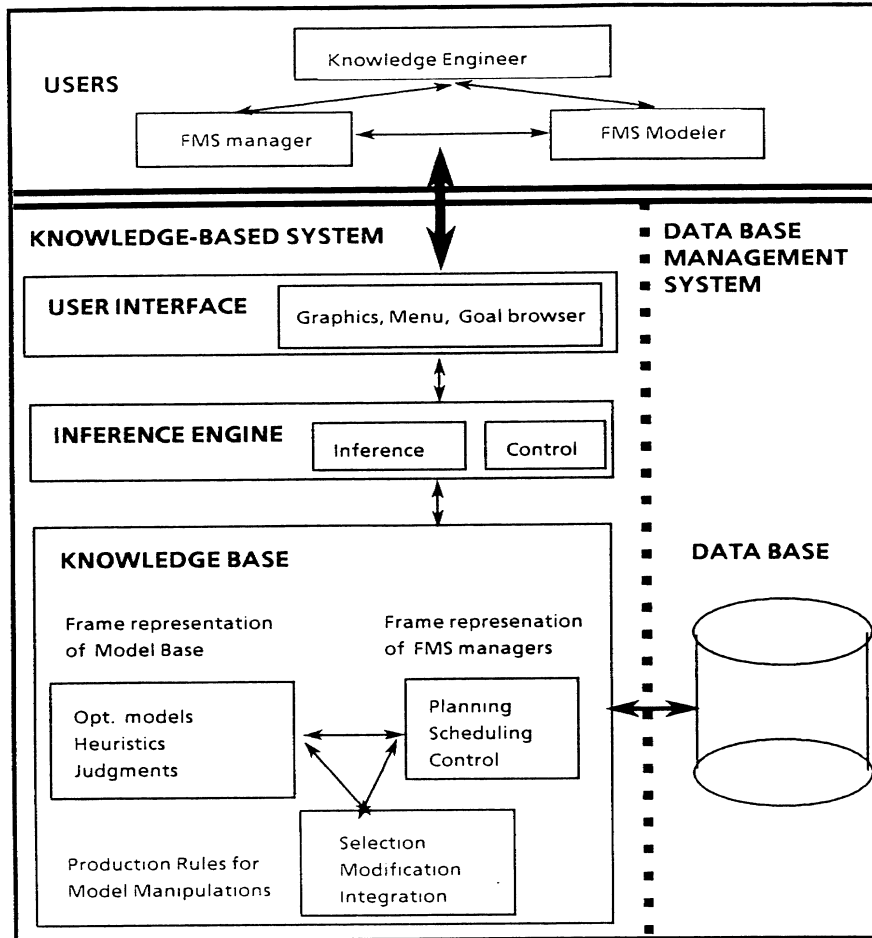 Knowledge Engineer
USERS
FMS manager
FMS Modeler
KNOWLEDGE-BASED SYSTEM
DATA BASE
MANAGEMENT
SYSTEM
USER INTERFACE
Graphics, Menu, Goal browser
INFERENCE ENGINE
Inference
Control
KNOWLEDGE BASE
DATA BASE
Frame representation
of Model Base
Frame represenation
of FMS managers
Opt. models
Heuristics
Judgments
Planning
Scheduling
Control
Production Rules for
Model Manipulations
Selection
Modification
Integration